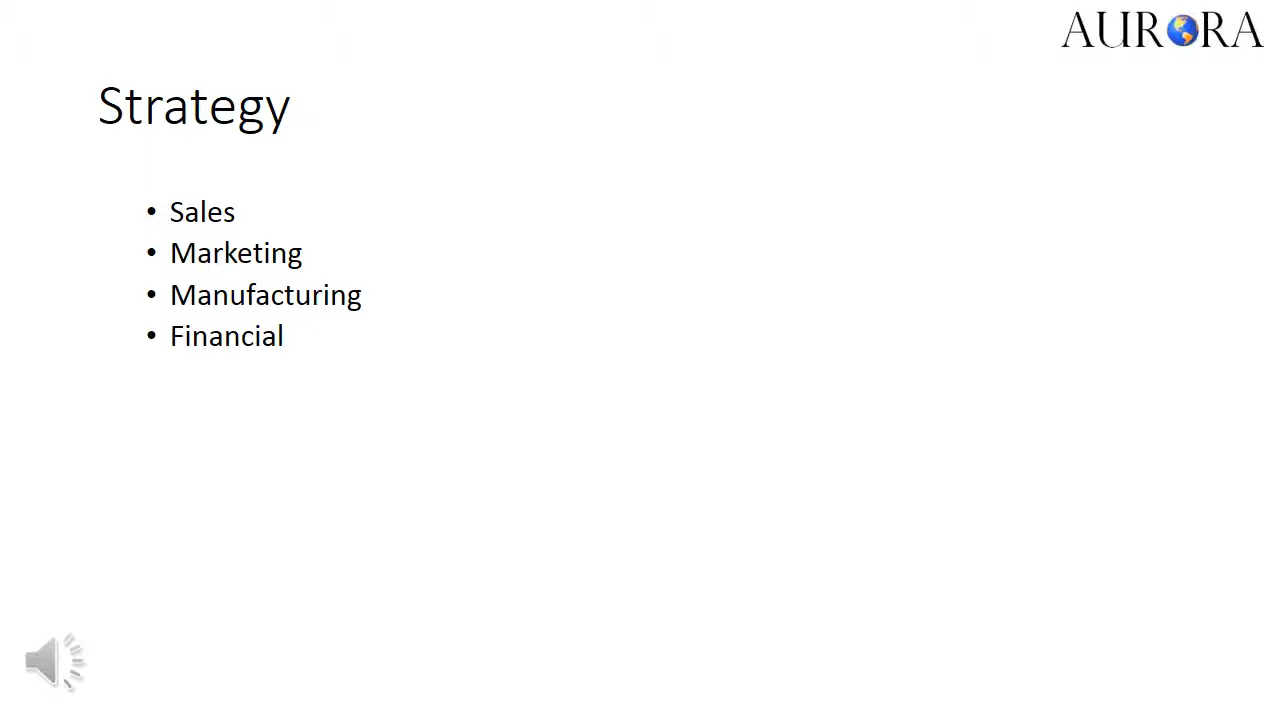 AURORA
Strategy
• Sales
• Marketing
• Manufacturing
• Financial